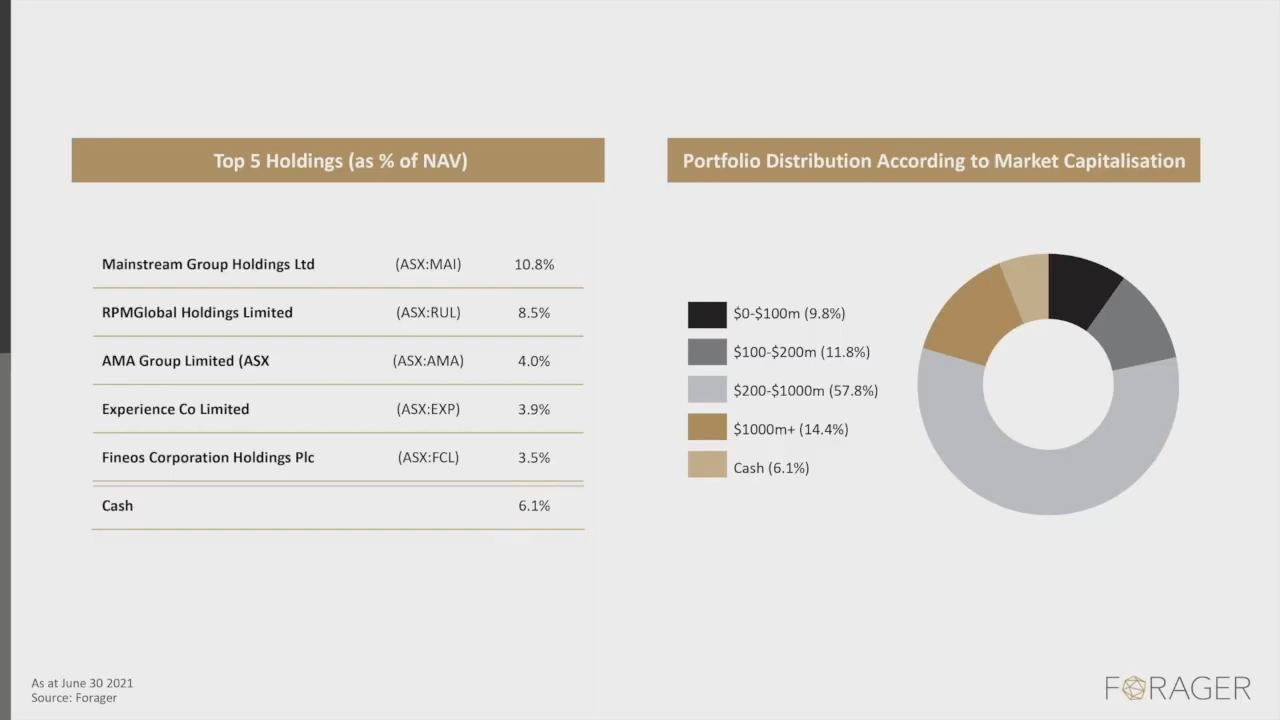 Top 5 Holdings (as % of NAV)
Mainstream Group Holdings Ltd (ASX:MAI) 10.8%
RPMGlobal Holdings Limited (ASX:RUL) 8.5%
AMA Group Limited (ASX (ASX:AMA) 4.0%
Experience Co Limited (ASX:EXP) 3.9%
Fineos Corporation Holdings Plc (ASX:FCL) 3.5%
Cash 6.1%
Portfolio Distribution According to Market Capitalisation
$0-$100m (9.8%)
$100-$200m (11.8%)
$200-$1000m (57.8%)
$1000m+ (14.4%)
Cash (6.1%)
As at June 30 2021
Source: Forager
FORAGER